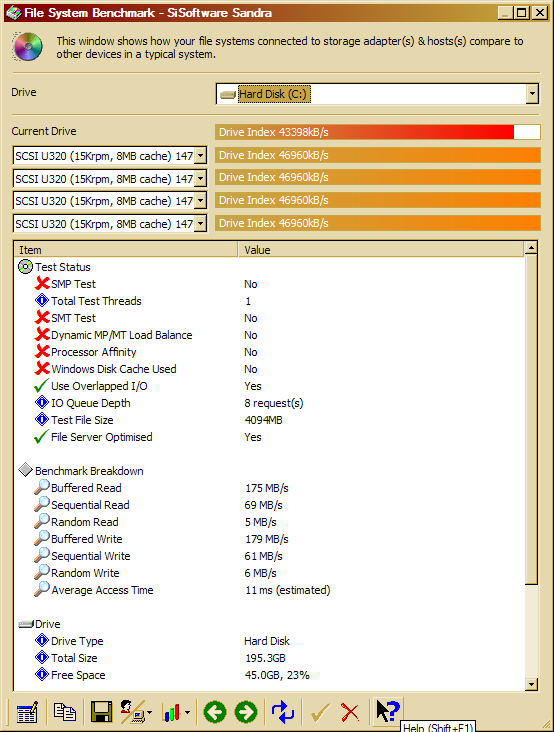 File System Benchmark - SiSoftware Sandra
This window shows how your file systems connected to storage adapter(s) & hosts(s) compare to
other devices in a typical system.
Drive
Hard Disk (C:)
Current Drive
Drive Index 43398kB/s
SCSI U320 (15Krpm, 8MB cache) 147
Drive Index 46960kB/s
SCSI U320 (15Krpm, 8MB cache) 147
Drive Index 46960kB/s
SCSI U320 (15Krpm, 8MB cache) 147
Drive Index 46960kB/s
SCSI U320 (15Krpm, 8MB cache) 147
Drive Index 46960kB/s
Item Value
Test Status
SMP Test No
Total Test Threads 1
SMT Test No
Dynamic MP/MT Load Balance No
Processor Affinity No
Windows Disk Cache Used No
Use Overlapped I/O Yes
IO Queue Depth 8 request(s)
Test File Size 4094MB
File Server Optimised Yes
Benchmark Breakdown
Buffered Read 175 MB/s
Sequential Read 69 MB/s
Random Read 5 MB/s
Buffered Write 179 MB/s
Sequential Write 61 MB/s
Random Write 6 MB/s
Average Access Time 11 ms (estimated)
Drive
Drive Type Hard Disk
Total Size 195.3GB
Free Space 45.0GB, 23%
Help (Shift+F1)